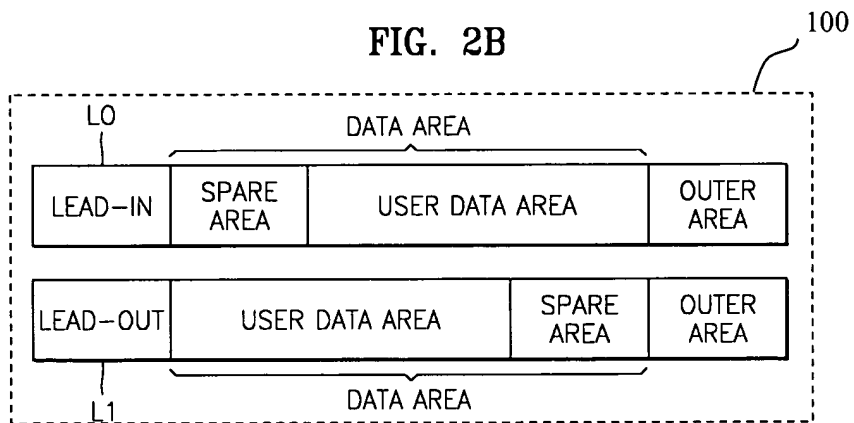 FIG. 2B
100
L0
DATA AREA
LEAD-IN
SPARE AREA
USER DATA AREA
OUTER AREA
LEAD-OUT
USER DATA AREA
SPARE AREA
OUTER AREA
L1
DATA AREA